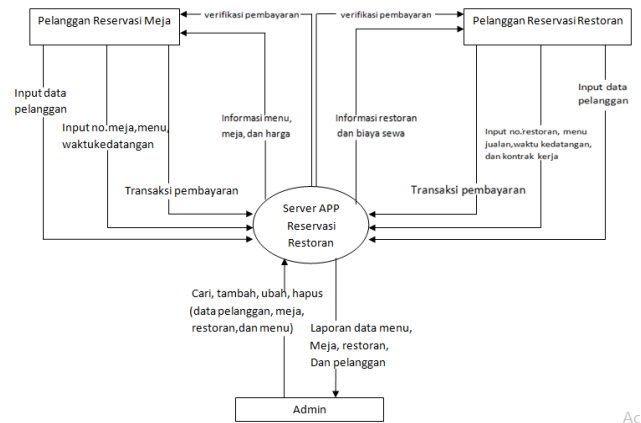 verifikasi pembayaran
verifikasi pembayaran
Pelanggan Reservasi Meja
Pelanggan Reservasi Restoran
Input data
pelanggan
Input no.meja,menu,
waktukedatangan
Transaksi pembayaran
Informasi menu,
meja, dan harga
Informasi restoran
dan biaya sewa
Input data
pelanggan
Input no.restoran, menu
jualan,waktu kedatangan,
dan kontrak kerja
Transaksi pembayaran
Server APP
Reservasi
Restoran
Cari, tambah, ubah, hapus
(data pelanggan, meja,
restoran,dan menu)
Laporan data menu,
Meja, restoran,
Dan pelanggan
Admin
Ac